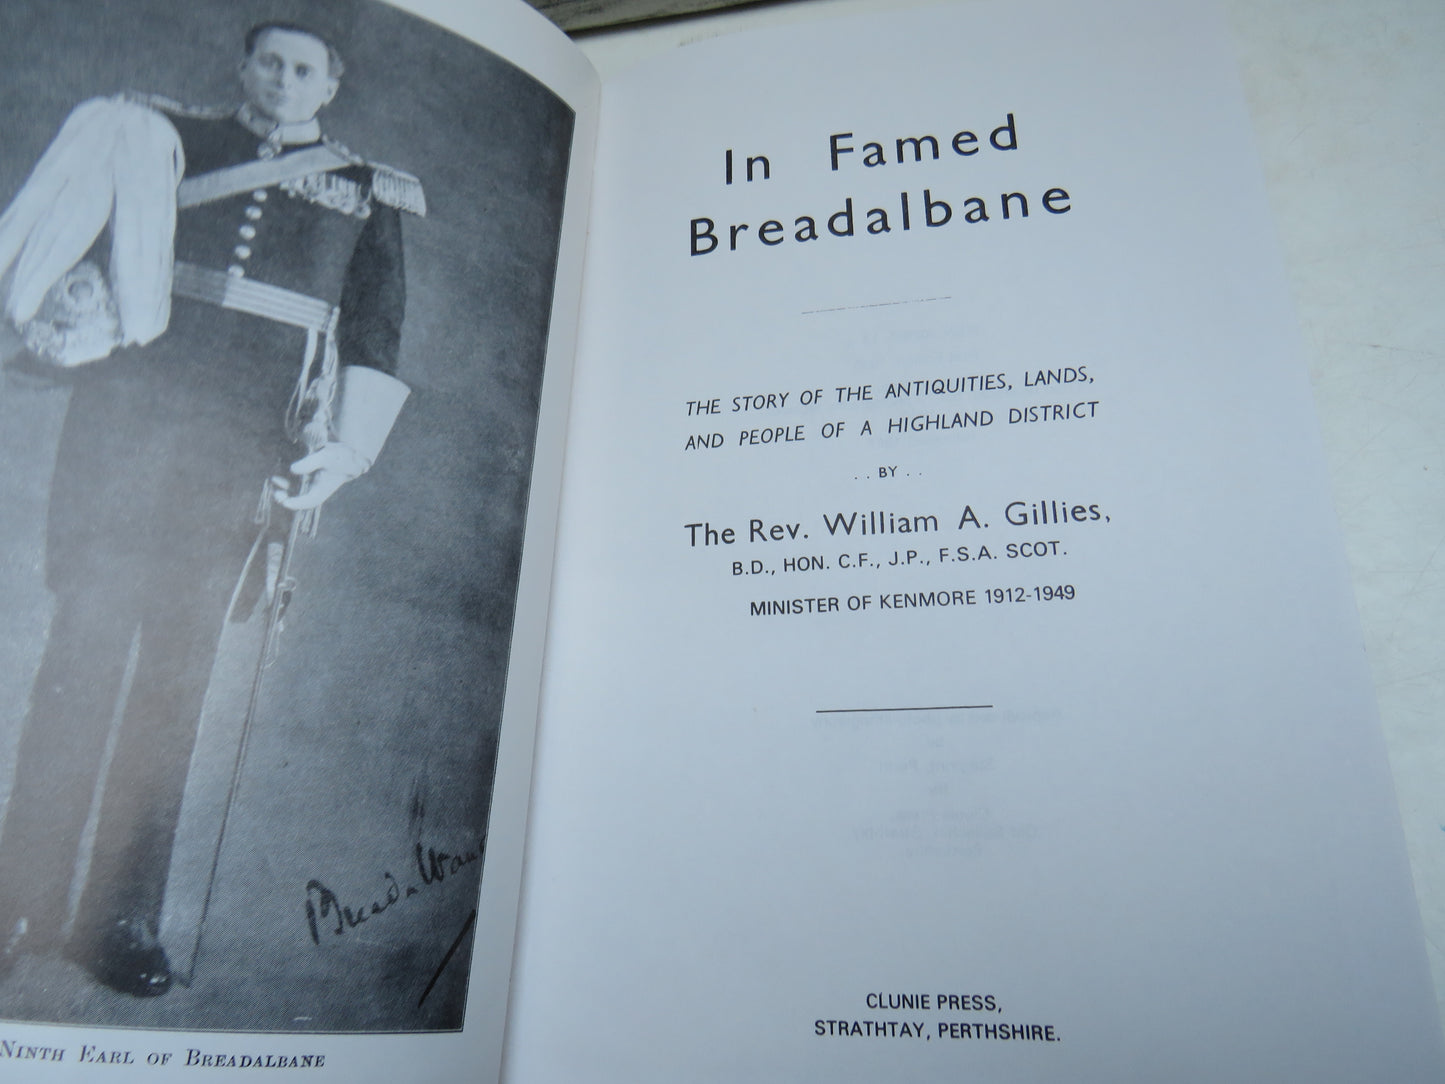 Breadalbane
Ninth Earl of Breadalbane
In Famed
Breadalbane
THE STORY OF THE ANTIQUITIES, LANDS,
AND PEOPLE OF A HIGHLAND DISTRICT
. . BY . .
The Rev. William A. Gillies,
B.D., HON. C.F., J.P., F.S.A. SCOT.
MINISTER OF KENMORE 1912-1949
CLUNIE PRESS,
STRATHTAY, PERTHSHIRE.